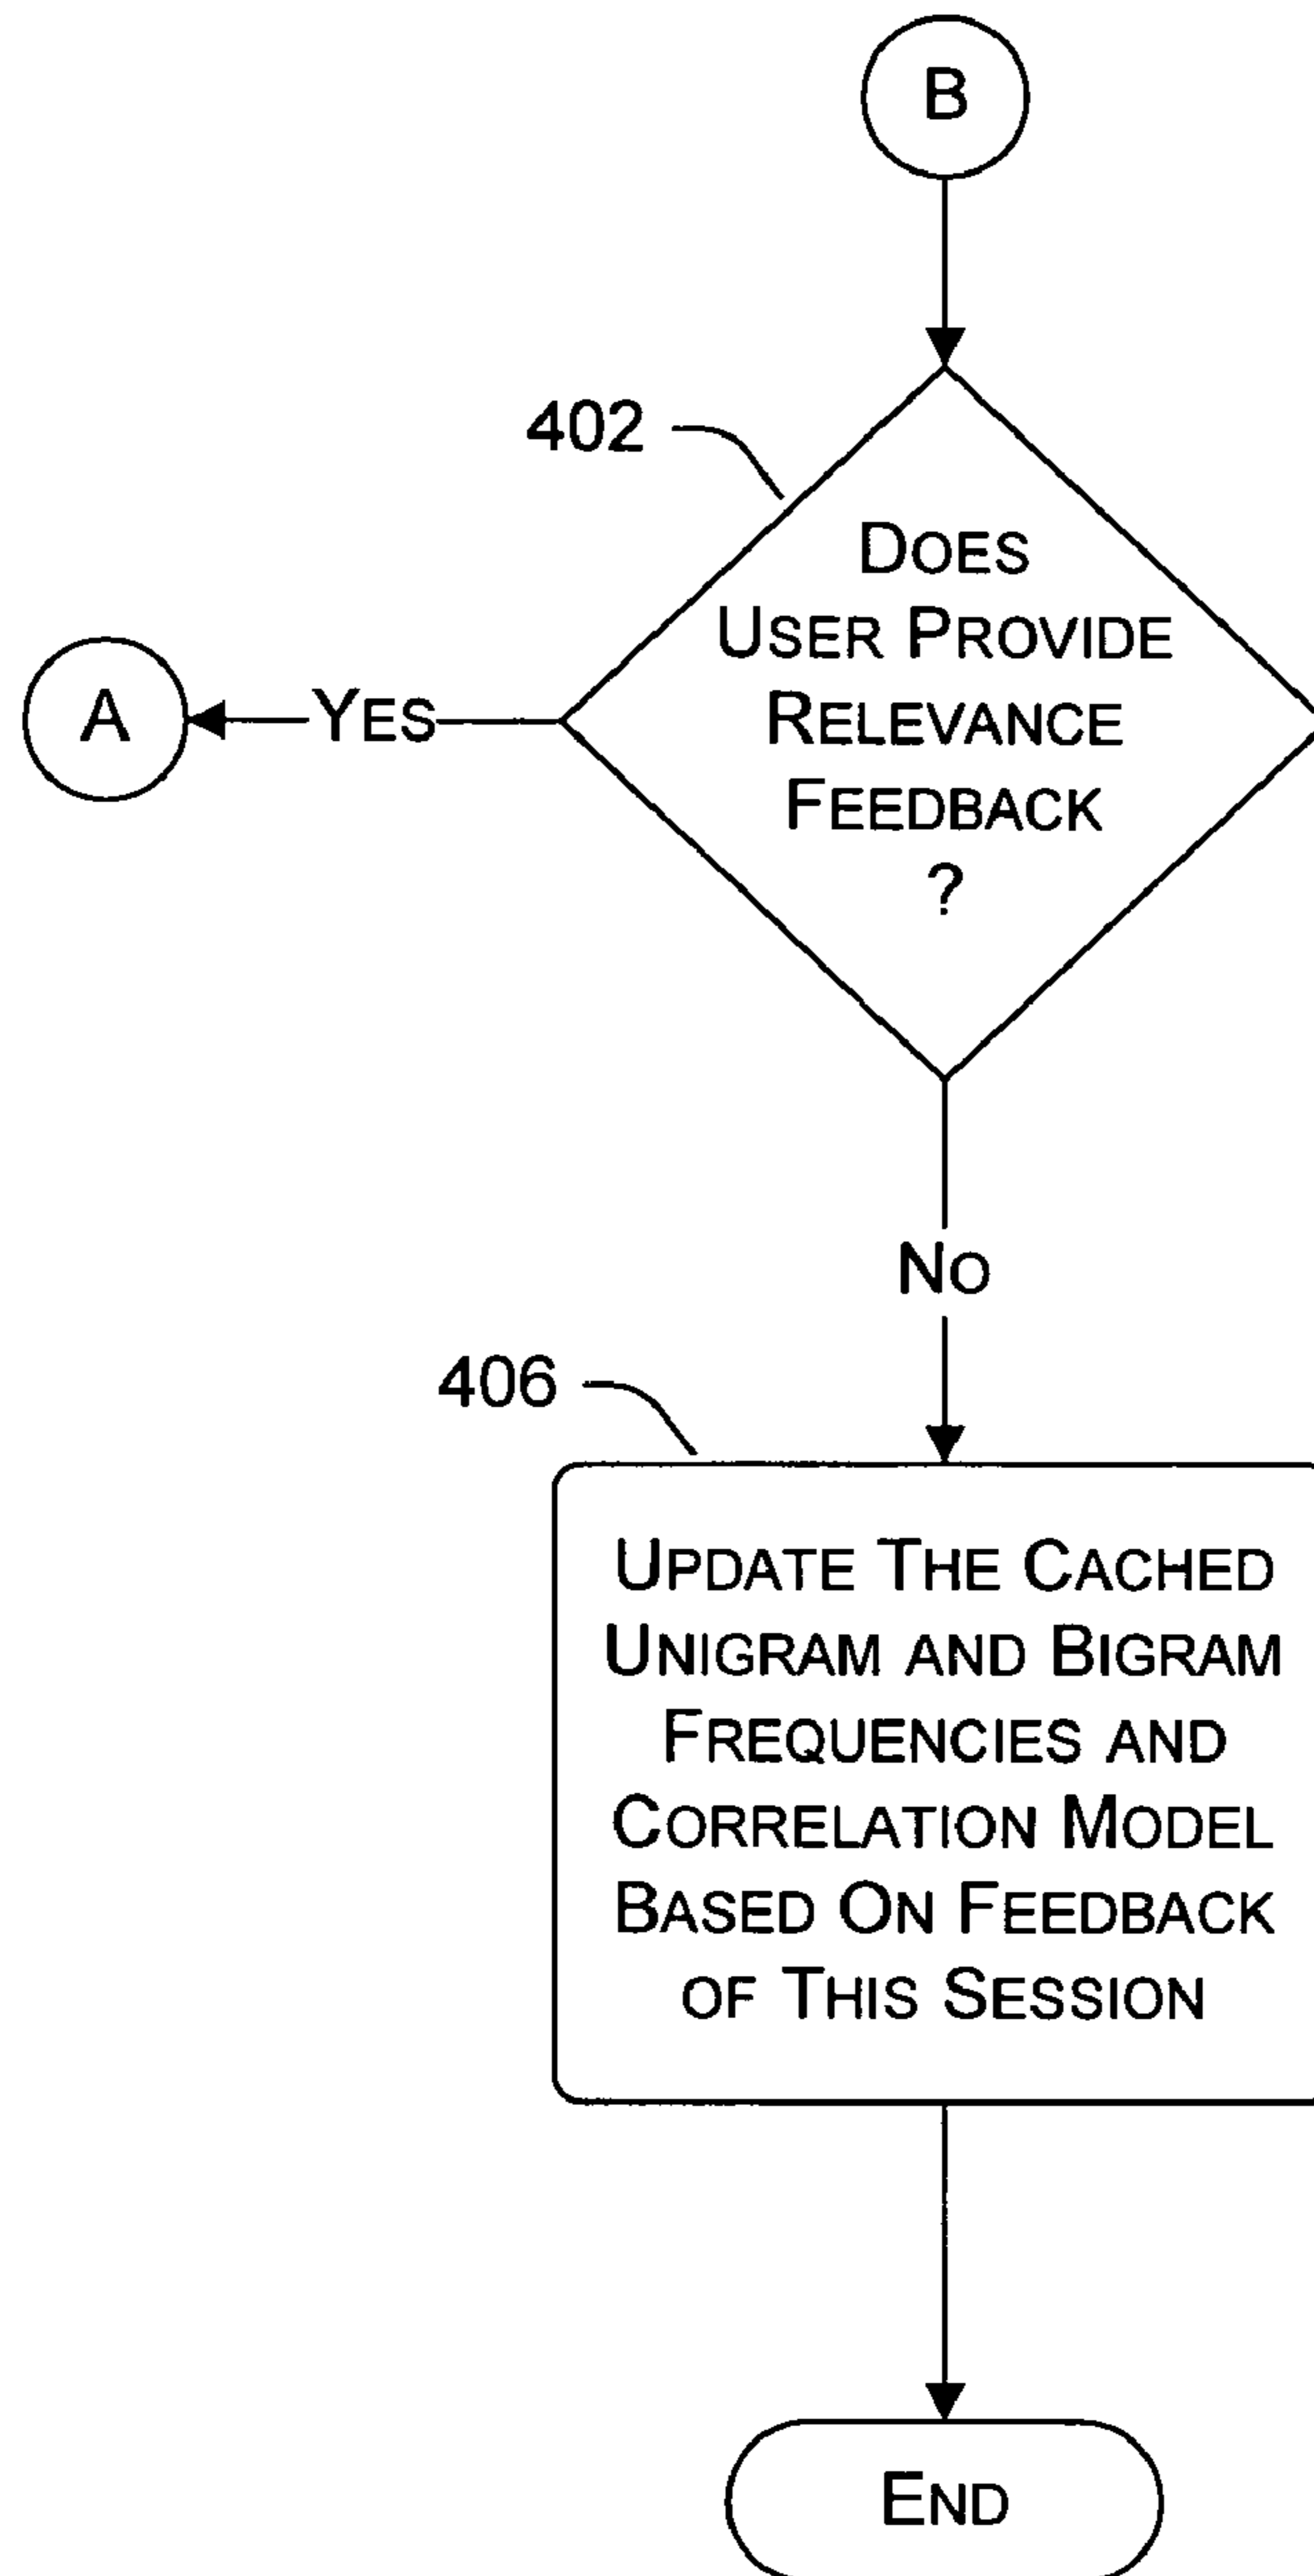 B
402
DOES
USER PROVIDE
RELEVANCE
FEEDBACK
?
A
YES
NO
406
UPDATE THE CACHED
UNIGRAM AND BIGRAM
FREQUENCIES AND
CORRELATION MODEL
BASED ON FEEDBACK
OF THIS SESSION
END